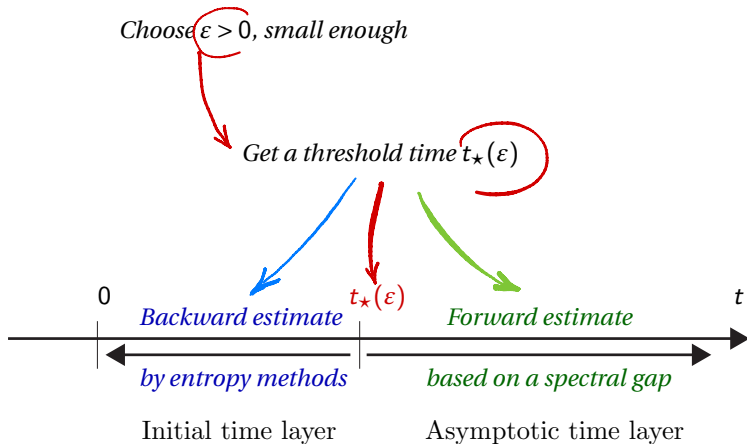 Choose ε > 0, small enough
Get a threshold time t⋆(ε)
0 t⋆(ε) t
Backward estimate Forward estimate
by entropy methods based on a spectral gap
Initial time layer Asymptotic time layer